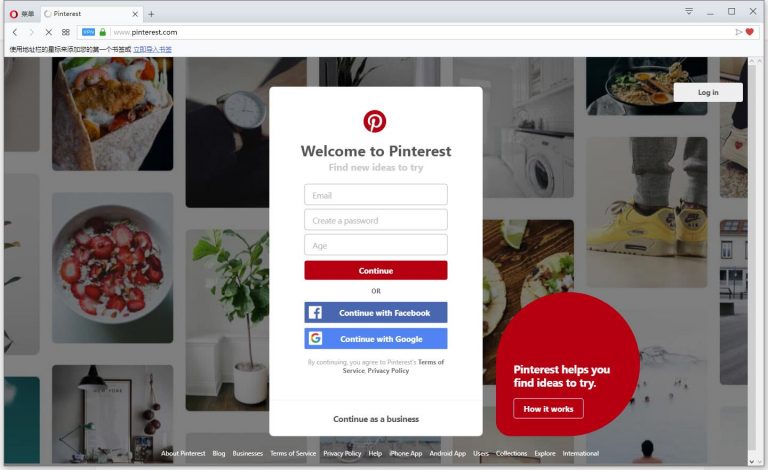 菜单
Pinterest
VPN
www.pinterest.com
使用地址栏的星标来添加您的第一个书签或 立即导入书签
Log in
Welcome to Pinterest
Find new ideas to try
Email
Create a password
Age
Continue
OR
Continue with Facebook
Continue with Google
By continuing, you agree to Pinterest's Terms of
Service, Privacy Policy
Continue as a business
Pinterest helps you
find ideas to try.
How it works
NEW YORK
About Pinterest Blog Businesses Terms of Service Privacy Policy Help iPhone App Android App Users Collections Explore International